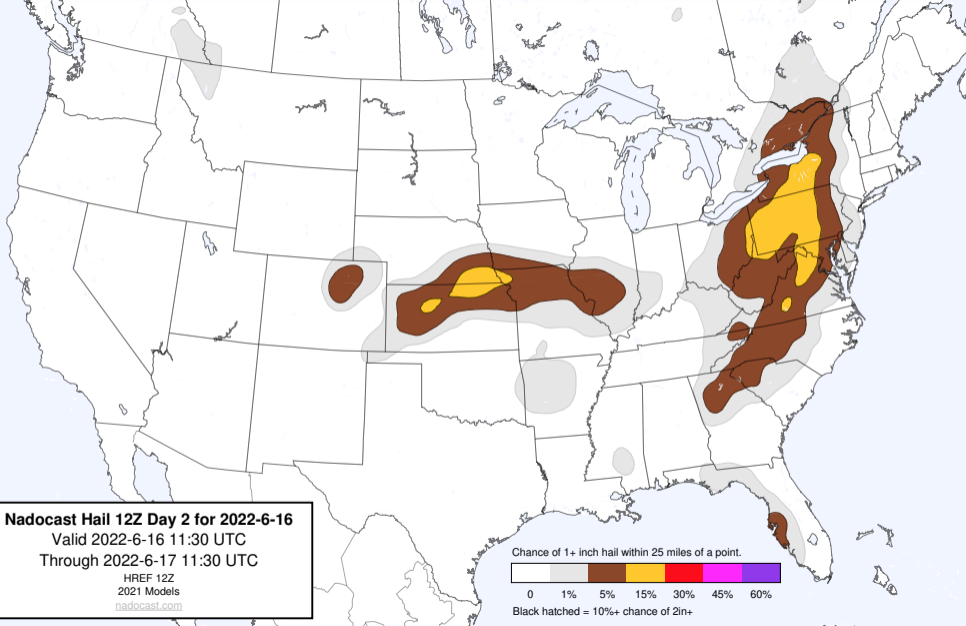 Nadocast Hail 12Z Day 2 for 2022-6-16
Valid 2022-6-16 11:30 UTC
Through 2022-6-17 11:30 UTC
HREF 12Z
2021 Models
nadocast.com
Chance of 1+ inch hail within 25 miles of a point.
0 1% 5% 15% 30% 45% 60%
Black hatched = 10%+ chance of 2in+